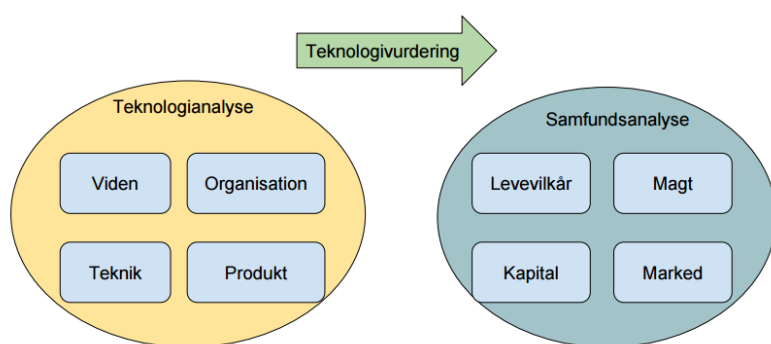 Teknologivurdering
Teknologianalyse
Viden
Organisation
Teknik
Produkt
Samfundsanalyse
Levevilkår
Magt
Kapital
Marked